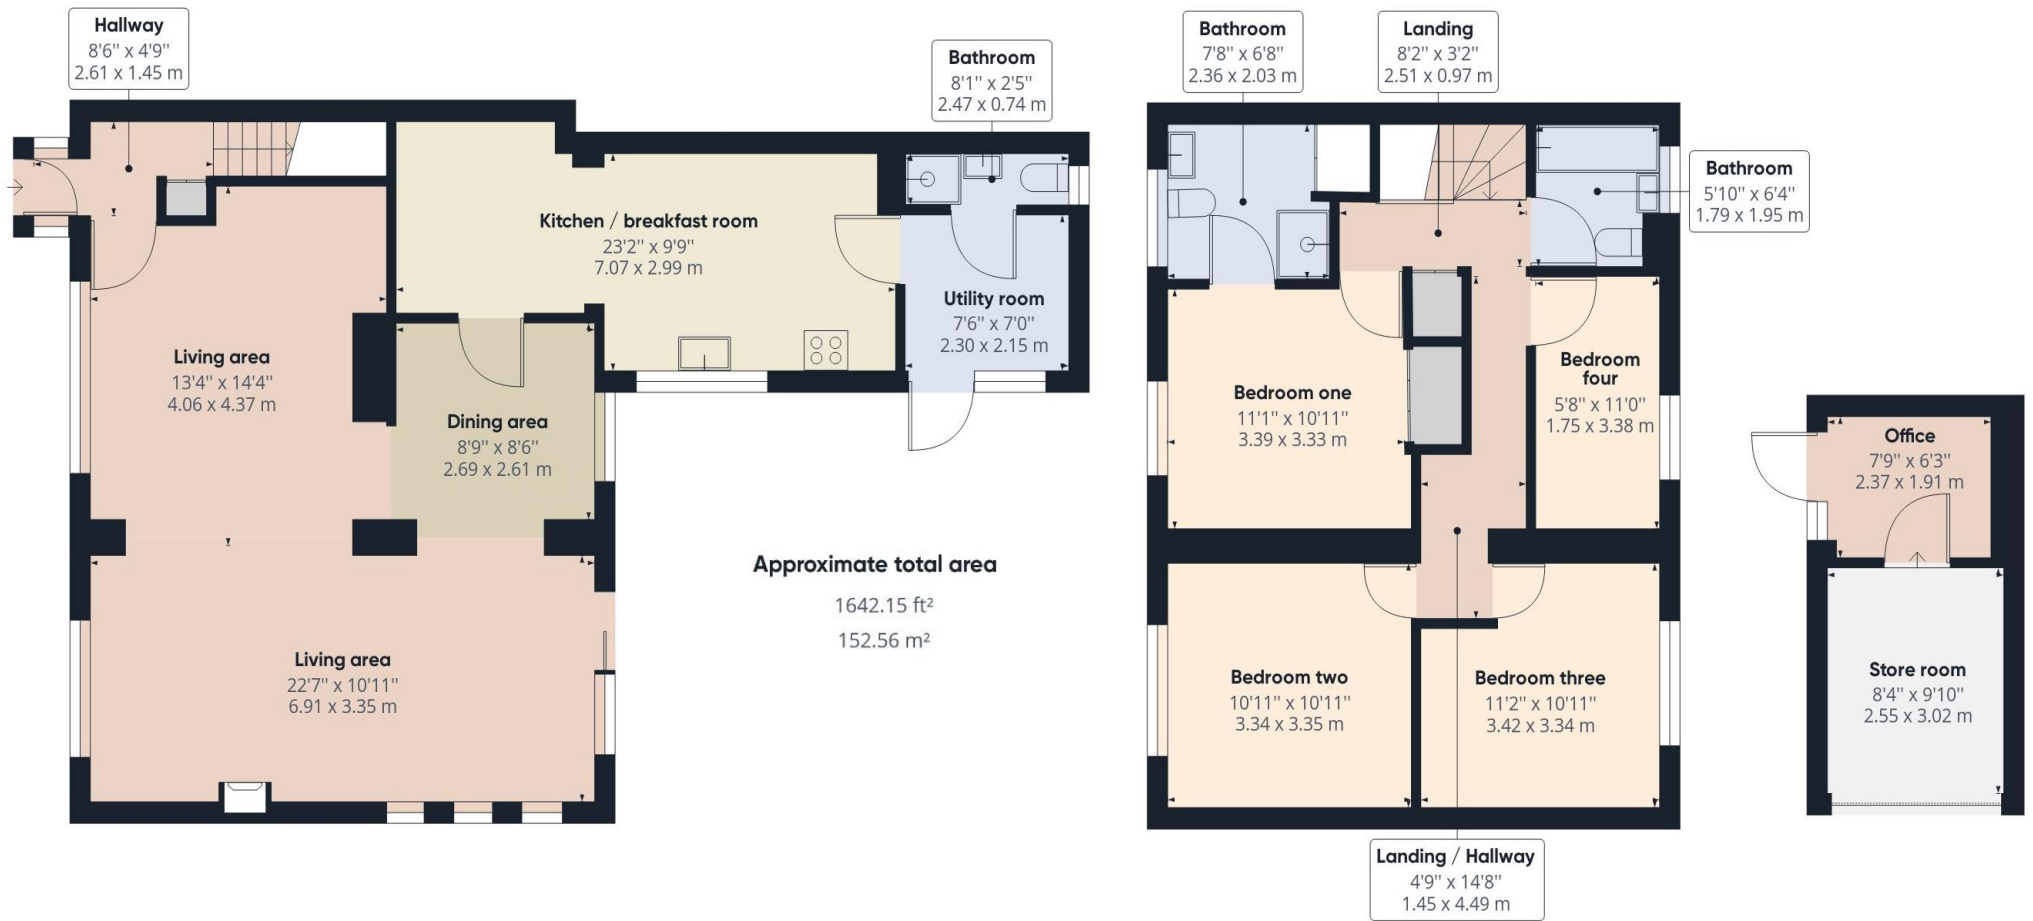 Hallway
8'6" x 4'9"
2.61 x 1.45 m
Bathroom
8'1" x 2'5"
2.47 x 0.74 m
Kitchen / breakfast room
23'2" x 9'9"
7.07 x 2.99 m
Utility room
7'6" x 7'0"
2.30 x 2.15 m
Living area
13'4" x 14'4"
4.06 x 4.37 m
Dining area
8'9" x 8'6"
2.69 x 2.61 m
Living area
22'7" x 10'11"
6.91 x 3.35 m
Approximate total area
1642.15 ft²
152.56 m²
Bathroom
7'8" x 6'8"
2.36 x 2.03 m
Landing
8'2" x 3'2"
2.51 x 0.97 m
Bathroom
5'10" x 6'4"
1.79 x 1.95 m
Bedroom one
11'1" x 10'11"
3.39 x 3.33 m
Bedroom
four
5'8" x 11'0"
1.75 x 3.38 m
Bedroom two
10'11" x 10'11"
3.34 x 3.35 m
Bedroom three
11'2" x 10'11"
3.42 x 3.34 m
Landing / Hallway
4'9" x 14'8"
1.45 x 4.49 m
Office
7'9" x 6'3"
2.37 x 1.91 m
Store room
8'4" x 9'10"
2.55 x 3.02 m